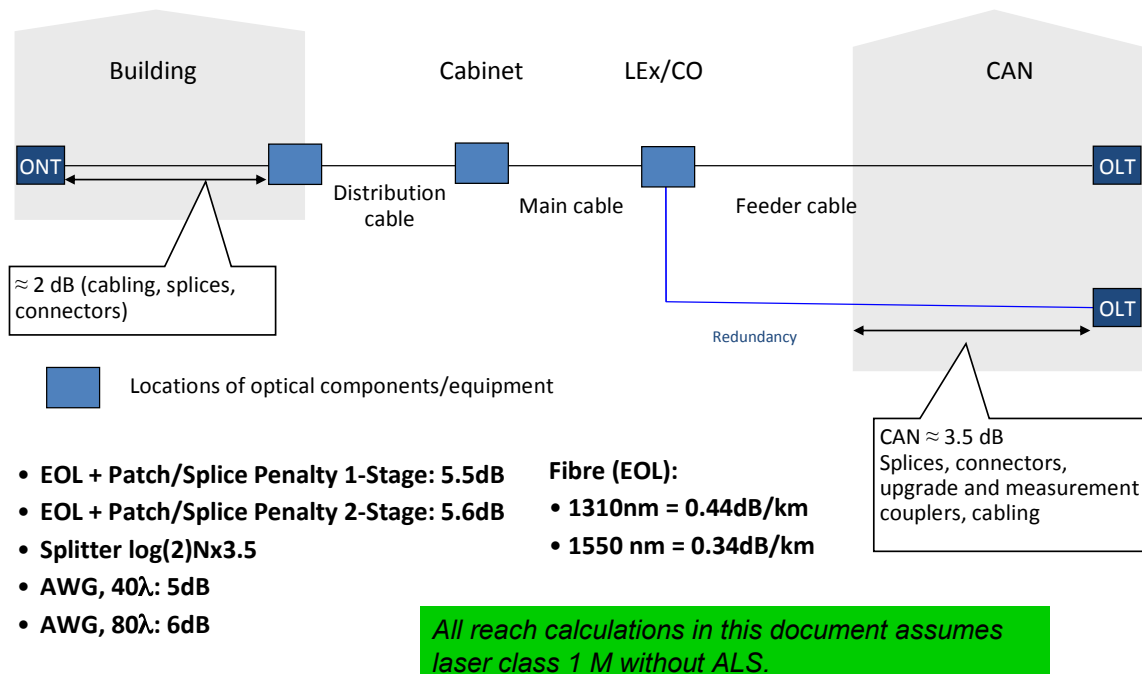 Building
Cabinet
LEx/CO
CAN
ONT
OLT
Distribution
cable
Main cable
Feeder cable
≈ 2 dB (cabling, splices,
connectors)
OLT
Redundancy
Locations of optical components/equipment
CAN ≈ 3.5 dB
Splices, connectors,
upgrade and measurement
couplers, cabling
• EOL + Patch/Splice Penalty 1-Stage: 5.5dB
• EOL + Patch/Splice Penalty 2-Stage: 5.6dB
• Splitter log(2)Nx3.5
• AWG, 40λ: 5dB
• AWG, 80λ: 6dB
Fibre (EOL):
• 1310nm = 0.44dB/km
• 1550 nm = 0.34dB/km
All reach calculations in this document assumes
laser class 1 M without ALS.